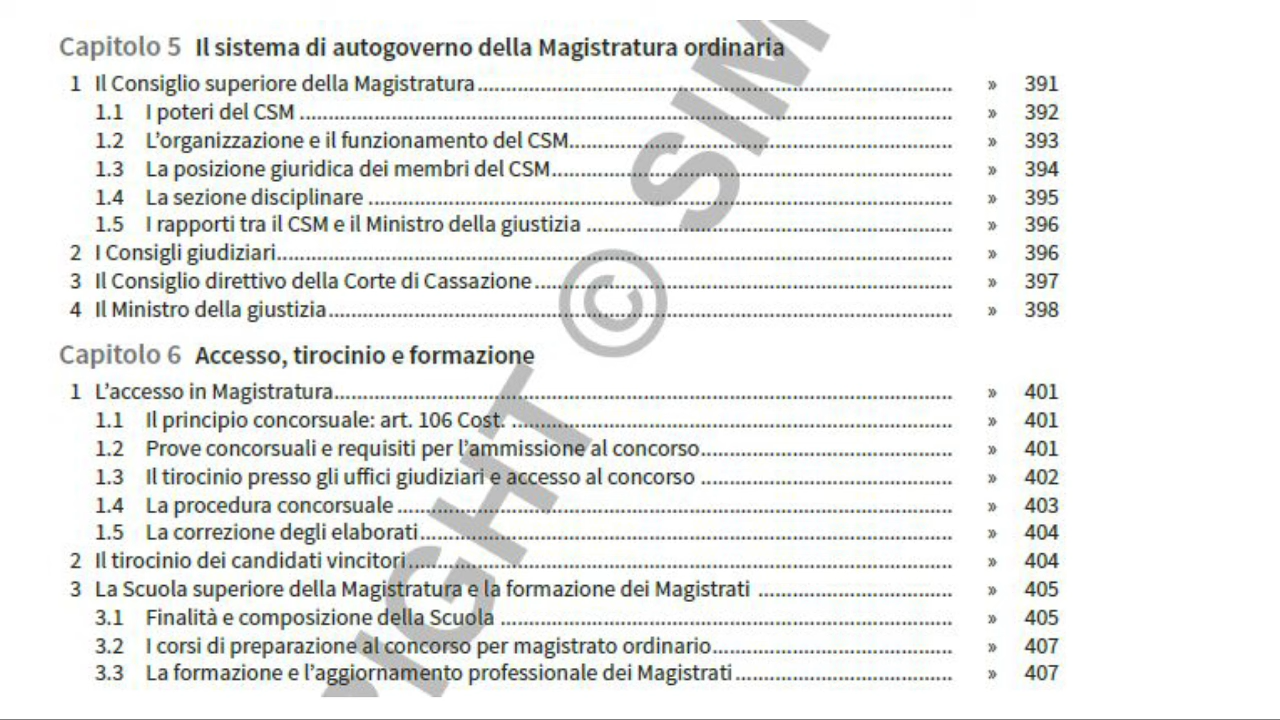 Capitolo 5 Il sistema di autogoverno della Magistratura ordinaria
1 Il Consiglio superiore della Magistratura » 391
1.1 I poteri del CSM » 392
1.2 L'organizzazione e il funzionamento del CSM » 393
1.3 La posizione giuridica dei membri del CSM » 394
1.4 La sezione disciplinare » 395
1.5 I rapporti tra il CSM e il Ministro della giustizia » 396
2 I Consigli giudiziari » 396
3 Il Consiglio direttivo della Corte di Cassazione » 397
4 Il Ministro della giustizia » 398
Capitolo 6 Accesso, tirocinio e formazione
1 L'accesso in Magistratura » 401
1.1 Il principio concorsuale: art. 106 Cost. » 401
1.2 Prove concorsuali e requisiti per l'ammissione al concorso » 401
1.3 Il tirocinio presso gli uffici giudiziari e accesso al concorso » 402
1.4 La procedura concorsuale » 403
1.5 La correzione degli elaborati » 404
2 Il tirocinio dei candidati vincitori » 404
3 La Scuola superiore della Magistratura e la formazione dei Magistrati » 405
3.1 Finalità e composizione della Scuola » 405
3.2 I corsi di preparazione al concorso per magistrato ordinario » 407
3.3 La formazione e l'aggiornamento professionale dei Magistrati » 407
RIGHT © SIM